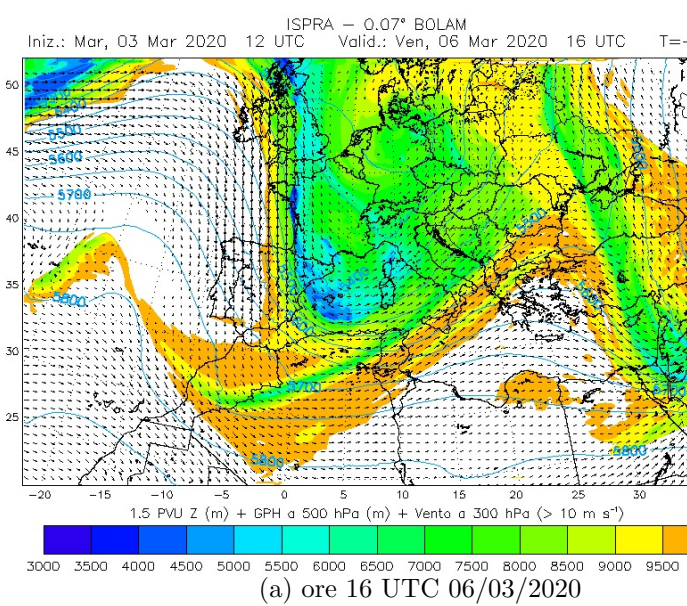 ISPRA – 0.07° BOLAM
Iniz.: Mar, 03 Mar 2020 12 UTC Valid.: Ven, 06 Mar 2020 16 UTC T=-
50
45
40
35
30
25
5500
5600
5700
5800
5700
5800
5800
-20 -15 -10 -5 0 5 10 15 20 25 30
1.5 PVU Z (m) + GPH a 500 hPa (m) + Vento a 300 hPa (> 10 m s⁻¹)
3000 3500 4000 4500 5000 5500 6000 6500 7000 7500 8000 8500 9000 9500
(a) ore 16 UTC 06/03/2020